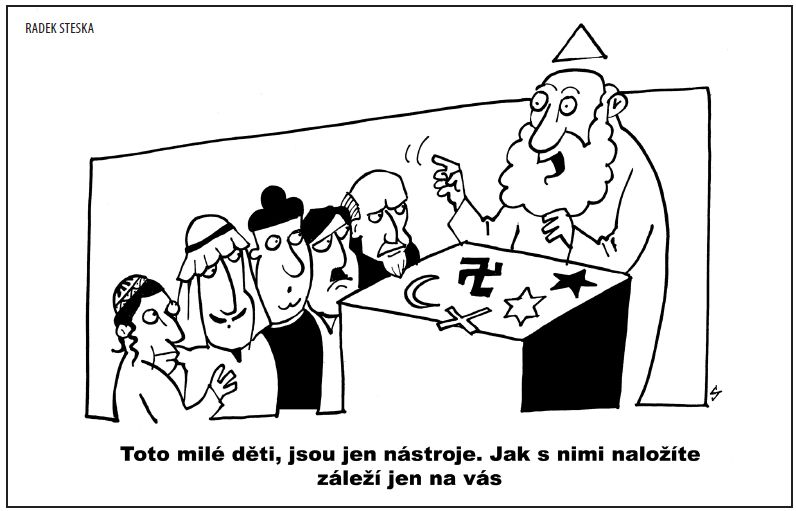 RADEK STESKA
Toto milé děti, jsou jen nástroje. Jak s nimi naložíte
záleží jen na vás